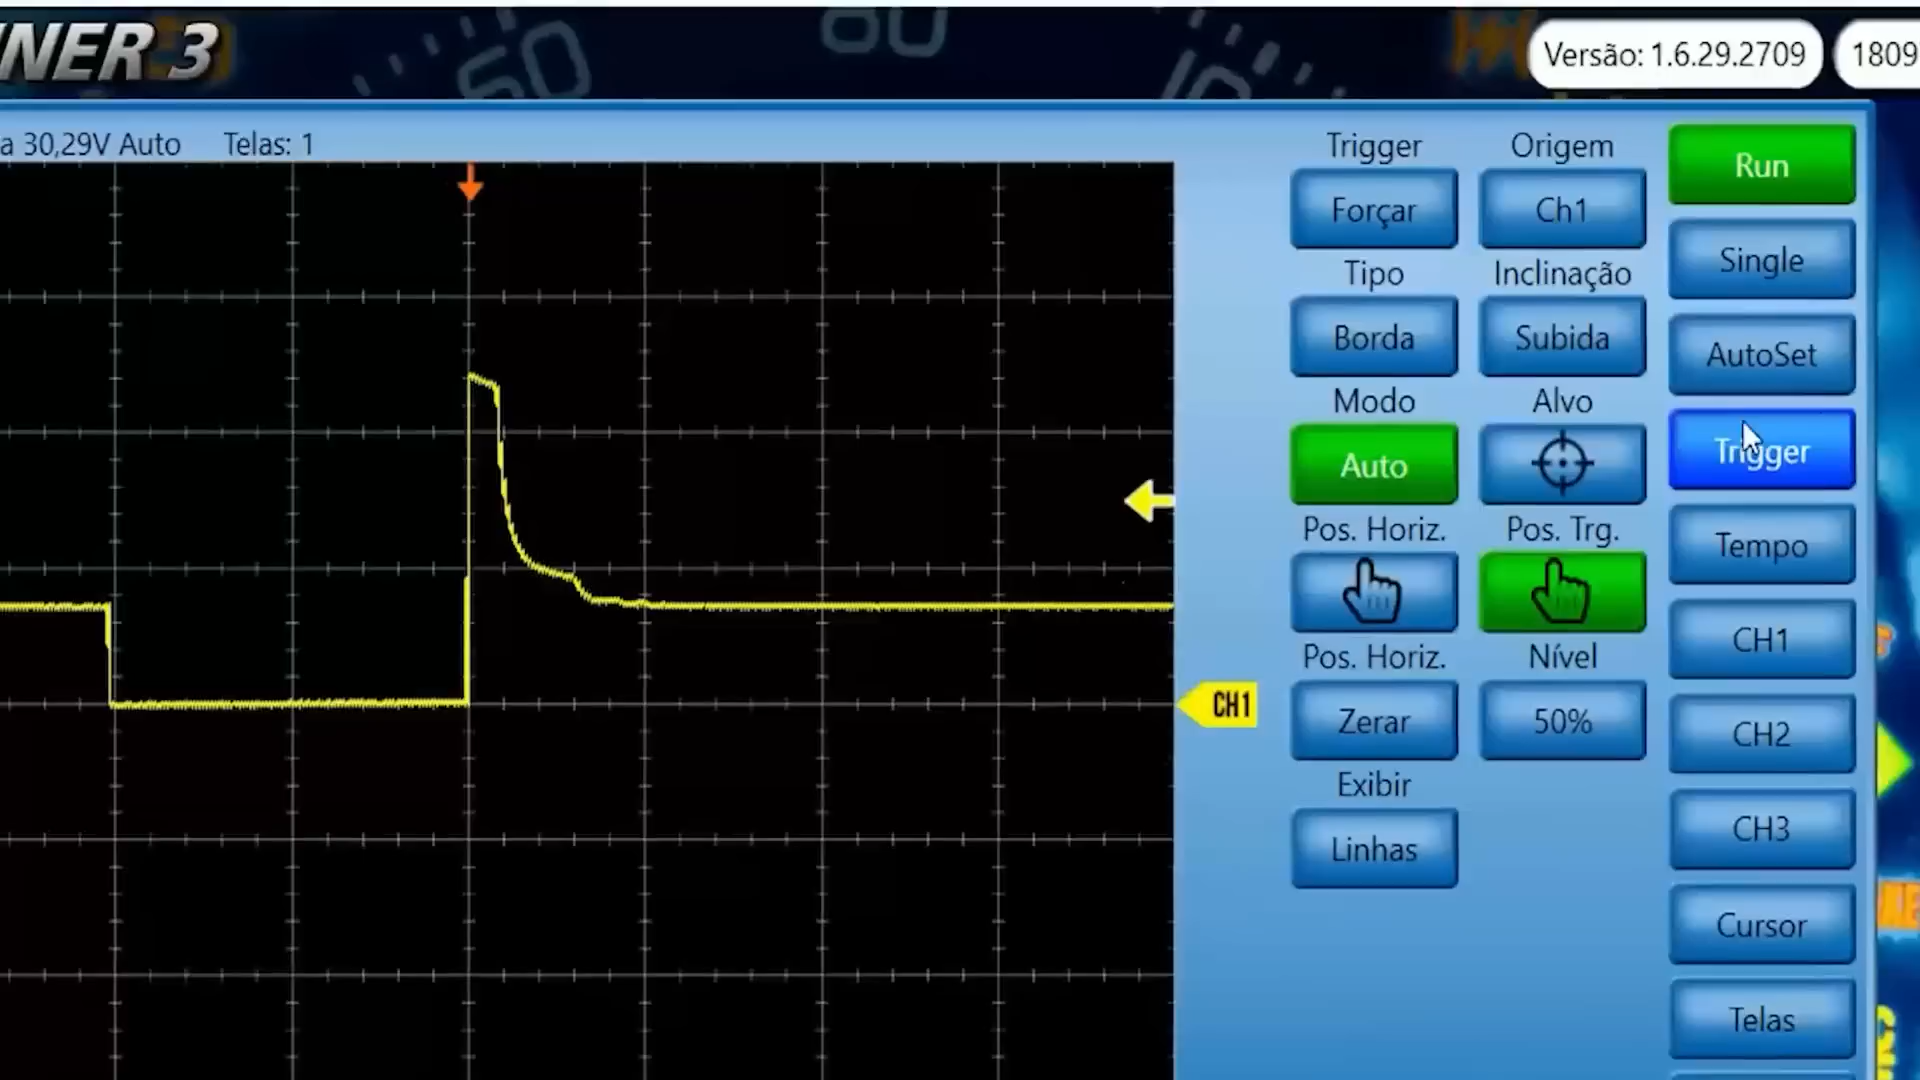 NER 3
60
80
Versão: 1.6.29.2709
1809
a 30,29V Auto Telas: 1
Trigger Origem
Forçar Ch1
Run
Tipo Inclinação
Single
Borda Subida
AutoSet
Modo Alvo
Auto
Trigger
Pos. Horiz. Pos. Trg.
Tempo
Pos. Horiz. Nível
CH1
Zerar 50%
CH1
CH2
Exibir
Linhas
CH3
Cursor
Telas